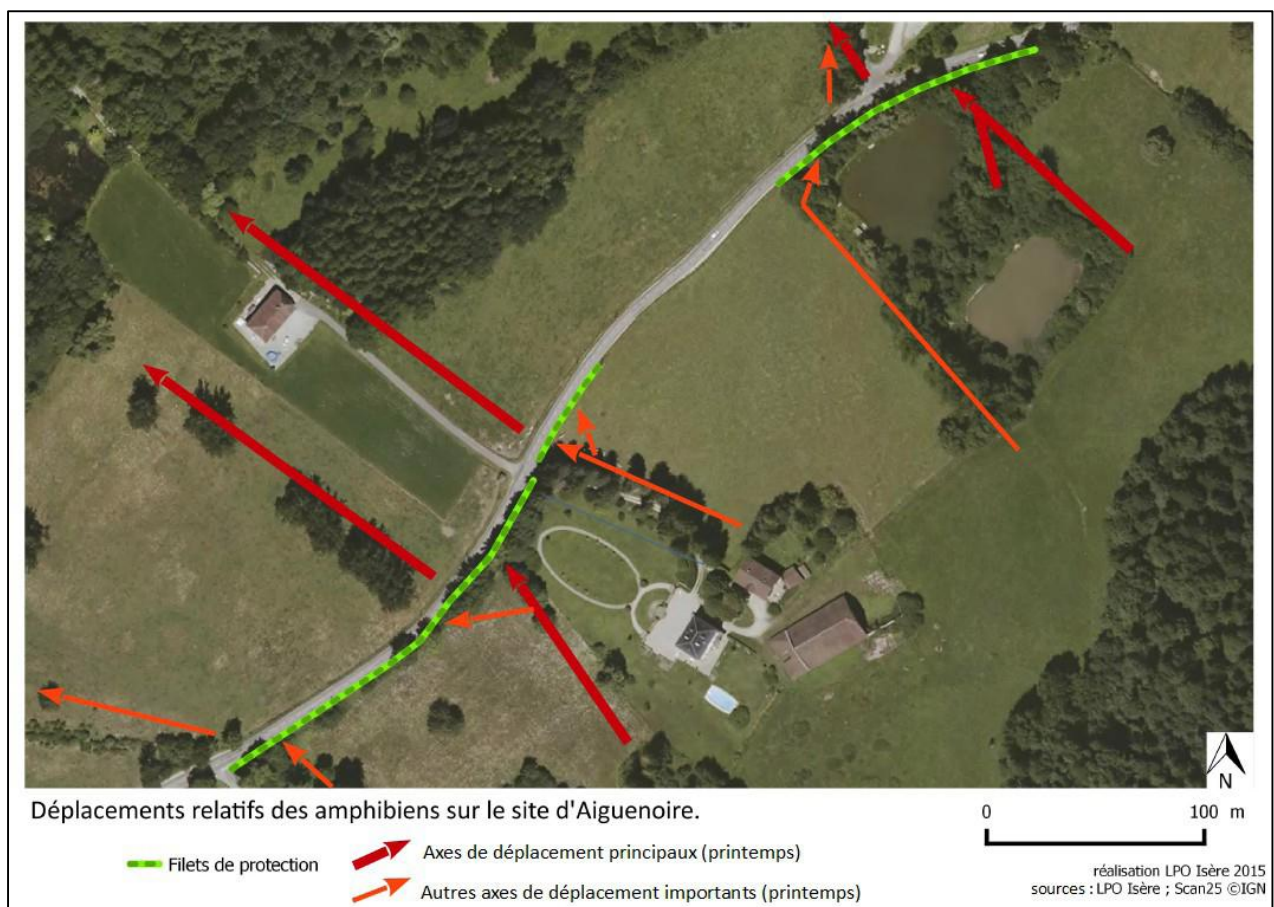 N
Déplacements relatifs des amphibiens sur le site d'Aiguenoire.
0 100 m
Filets de protection
Axes de déplacement principaux (printemps)
Autres axes de déplacement importants (printemps)
réalisation LPO Isère 2015
sources : LPO Isère ; Scan25 ©IGN